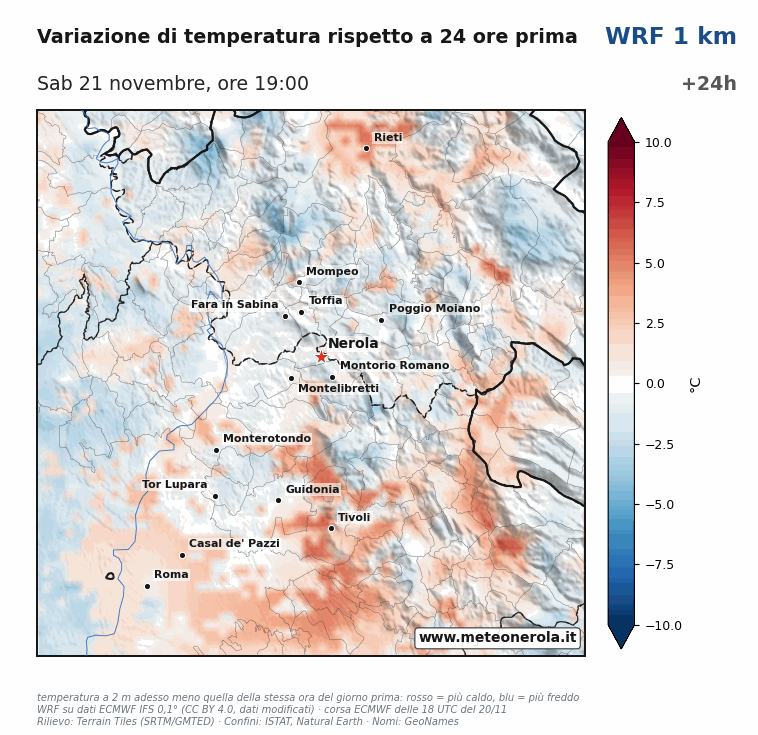 Variazione di temperatura rispetto a 24 ore prima
WRF 1 km
Sab 21 novembre, ore 19:00
+24h
Rieti
Mompeo
Fara in Sabina
Toffia
Poggio Moiano
Nerola
Montorio Romano
Montelibretti
Monterotondo
Tor Lupara
Guidonia
Tivoli
Casal de' Pazzi
Roma
www.meteonerola.it
10.0
7.5
5.0
2.5
0.0
−2.5
−5.0
−7.5
−10.0
°C
temperatura a 2 m adesso meno quella della stessa ora del giorno prima: rosso = più caldo, blu = più freddo
WRF su dati ECMWF IFS 0,1° (CC BY 4.0, dati modificati) · corsa ECMWF delle 18 UTC del 20/11
Rilievo: Terrain Tiles (SRTM/GMTED) · Confini: ISTAT, Natural Earth · Nomi: GeoNames